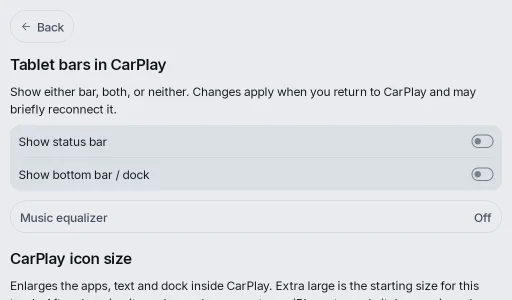 ← Back
Tablet bars in CarPlay
Show either bar, both, or neither. Changes apply when you return to CarPlay and may
briefly reconnect it.
Show status bar
Show bottom bar / dock
Music equalizer Off
CarPlay icon size
Enlarges the apps, text and dock inside CarPlay. Extra large is the starting size for this